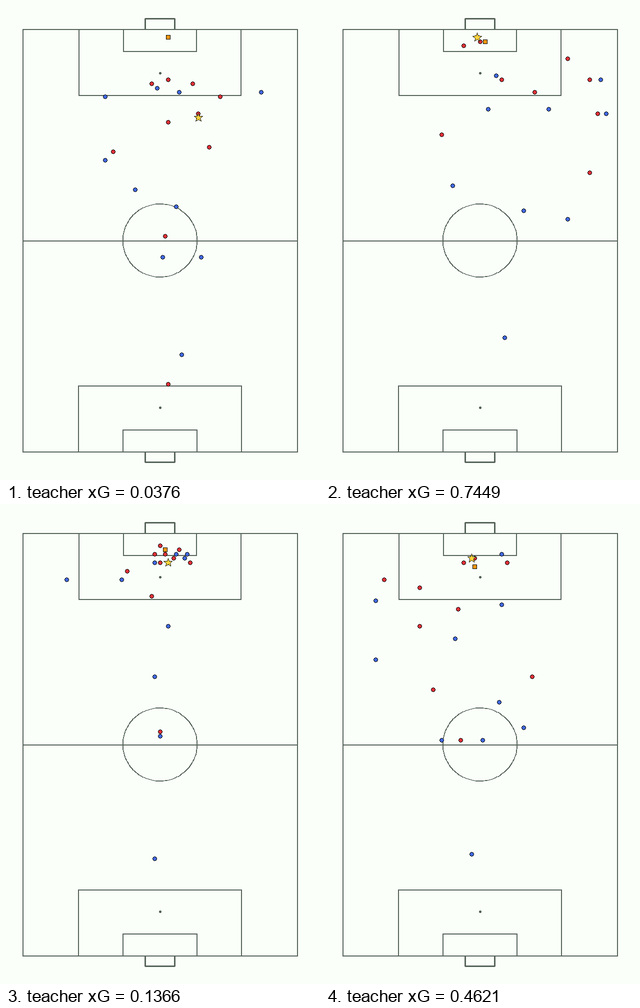 1. teacher xG = 0.0376
2. teacher xG = 0.7449
3. teacher xG = 0.1366
4. teacher xG = 0.4621